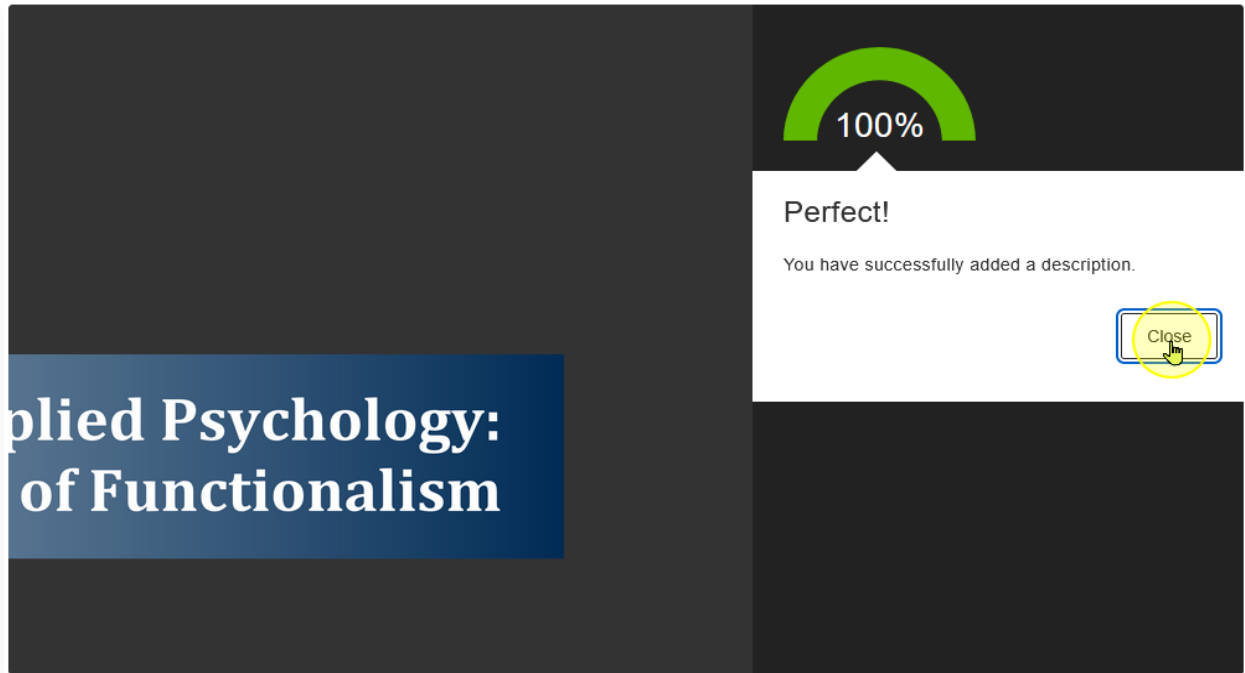 100%
Perfect!
You have successfully added a description.
Close
plied Psychology:
of Functionalism